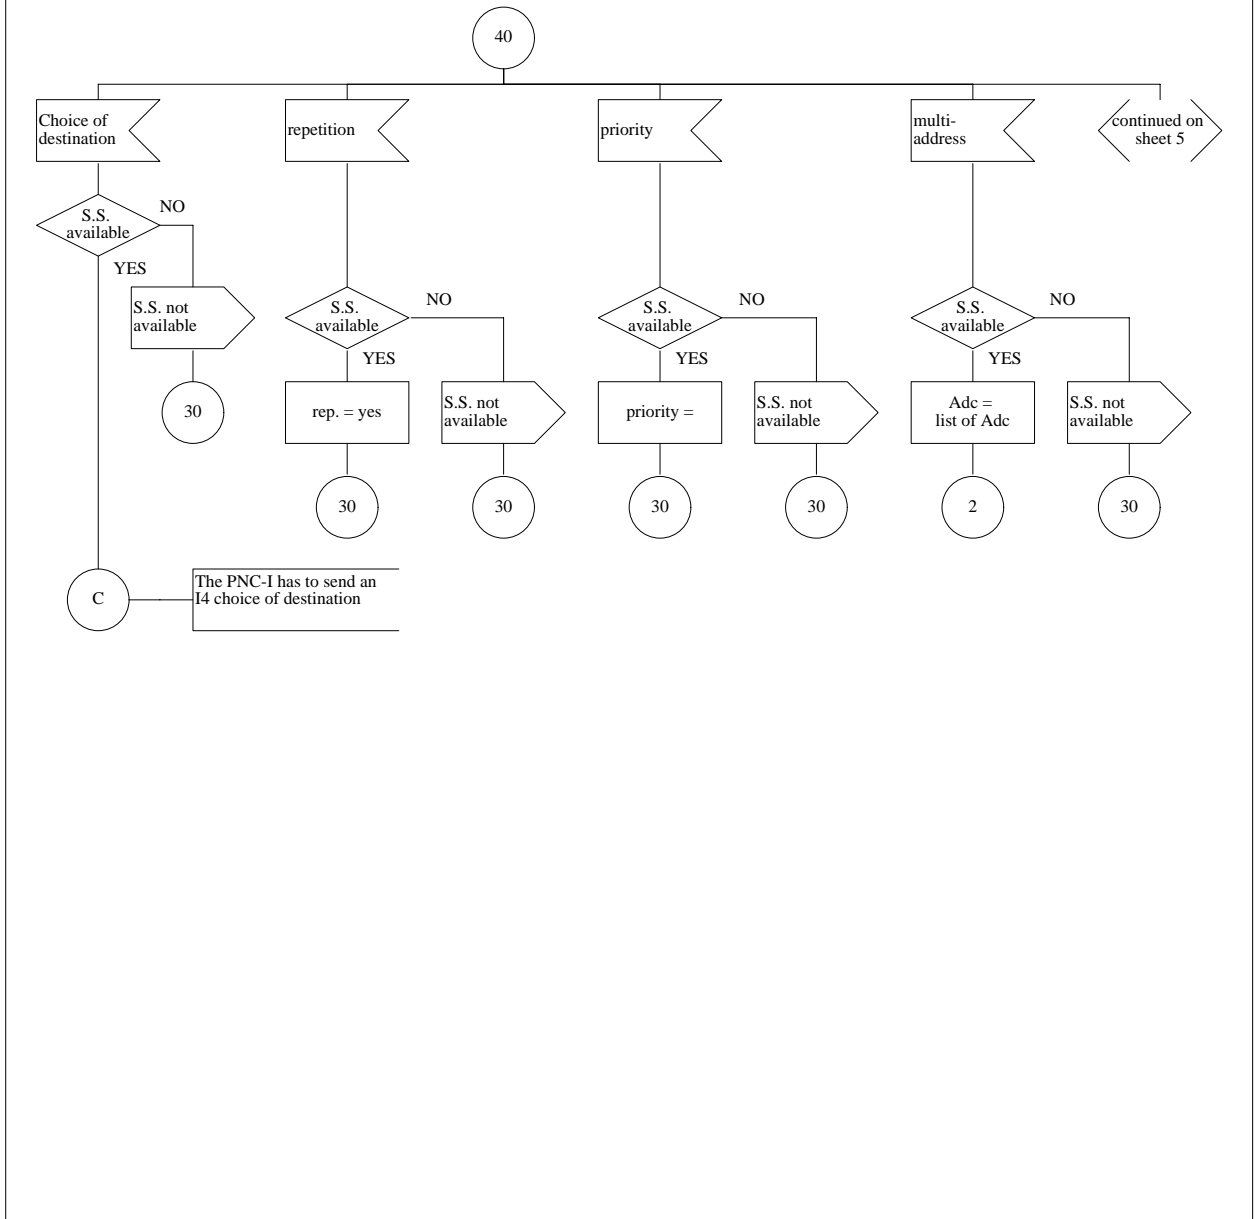 40
Choice of
destination
repetition
priority
multi-
address
continued on
sheet 5
S.S.
available
NO
YES
S.S. not
available
30
S.S.
available
NO
YES
rep. = yes
S.S. not
available
30
30
S.S.
available
NO
YES
priority =
S.S. not
available
30
30
S.S.
available
NO
YES
Adc =
list of Adc
S.S. not
available
2
30
C
The PNC-I has to send an
I4 choice of destination